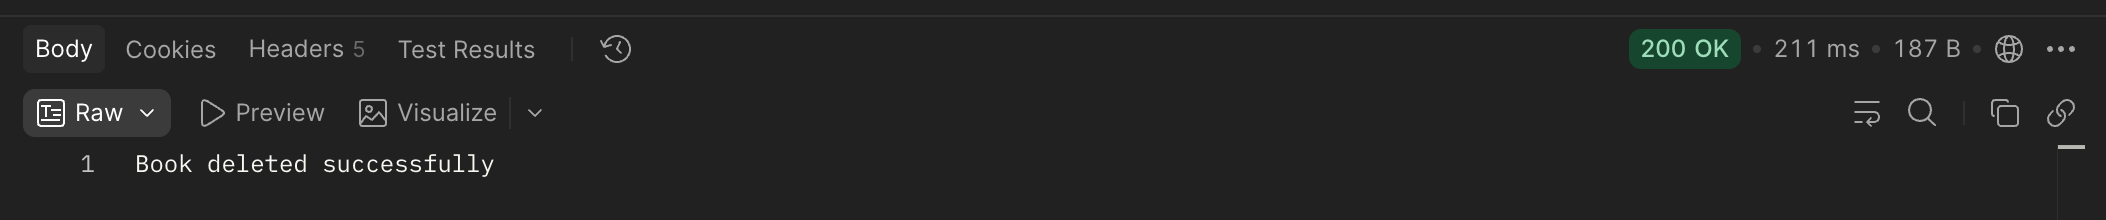 Body Cookies Headers 5 Test Results 200 OK • 211 ms • 187 B •
Raw Preview Visualize
1 Book deleted successfully